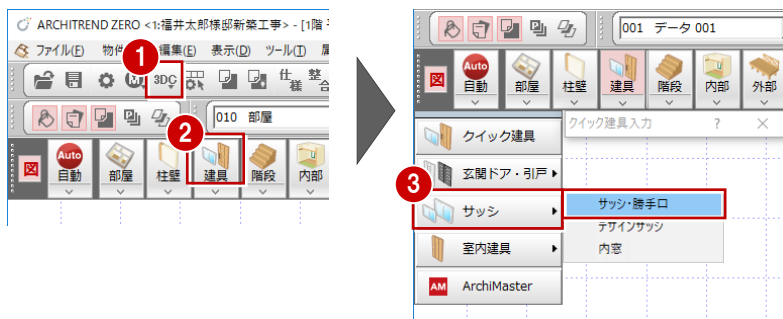 ARCHITREND ZERO <1:福井太郎様邸新築工事> - [1階
ファイル(F) 物件 編集(E) 表示(D) ツール(T)
1
3DC
仕様
整合
010 部屋
2
図
Auto
自動 部屋 柱壁 建具 階段 内部
001 データ 001
図
Auto
自動 部屋 柱壁 建具 階段 内部 外部
クイック建具入力 ? ×
クイック建具
玄関ドア・引戸
3
サッシ
サッシ・勝手口
デザインサッシ
室内建具
内窓
AM ArchiMaster